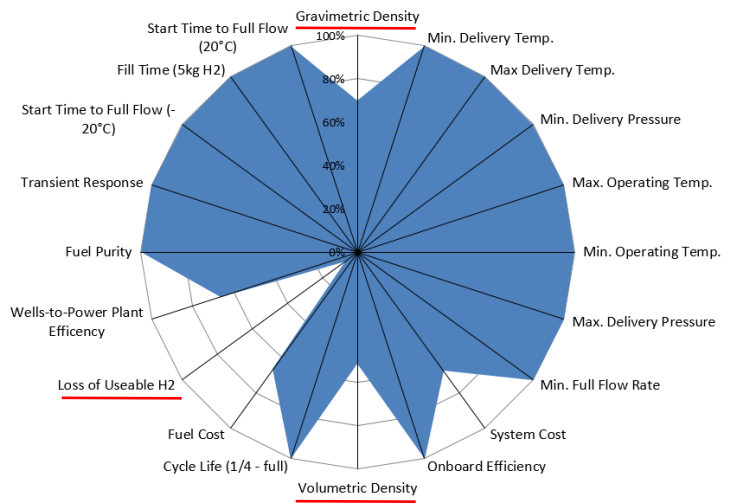 Gravimetric Density
Start Time to Full Flow
(20°C)
100%
Min. Delivery Temp.
Fill Time (5kg H2)
Max Delivery Temp.
80%
Start Time to Full Flow (-
20°C)
Min. Delivery Pressure
60%
40%
Transient Response
Max. Operating Temp.
20%
Fuel Purity
0%
Min. Operating Temp.
Wells-to-Power Plant
Efficency
Max. Delivery Pressure
Loss of Useable H2
Min. Full Flow Rate
Fuel Cost
System Cost
Cycle Life (1/4 - full)
Onboard Efficiency
Volumetric Density